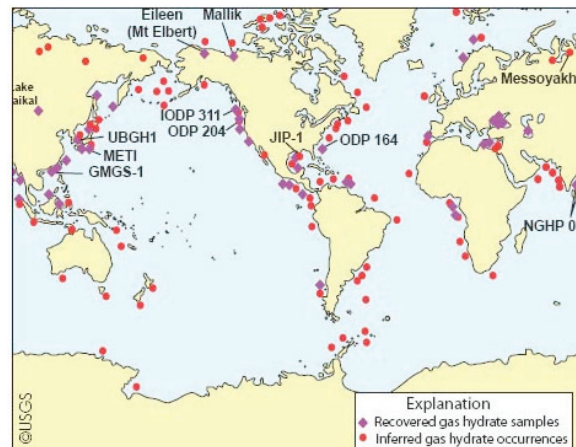 Eileen
(Mt Elbert)
Mallik
Messoyakh
Lake
aikal
IODP 311
ODP 204
UBGH1
METI
GMGS-1
JIP-1
ODP 164
NGHP 0
Explanation
Recovered gas hydrate samples
Inferred gas hydrate occurrences
©USGS